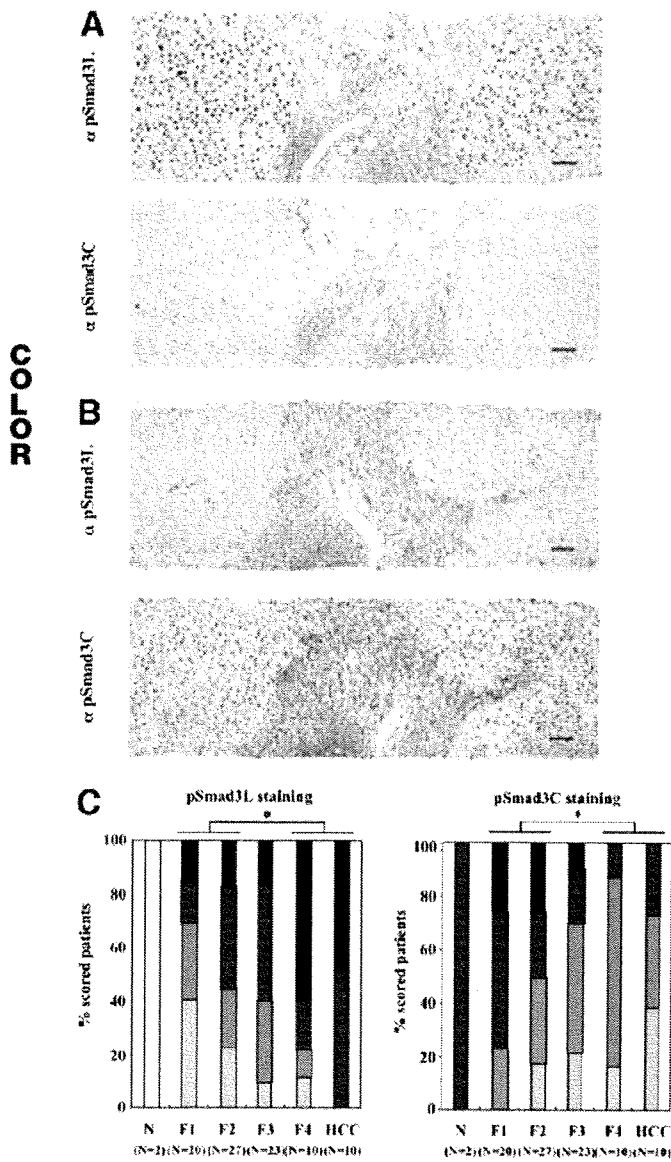 A
α pSmad3L
α pSmad3C
COLOR
B
α pSmad3L
α pSmad3C
C
pSmad3L staining
*
% scored patients
100
80
60
40
20
0
N F1 F2 F3 F4 HCC
(N=2) (N=20) (N=27) (N=23) (N=10) (N=10)
pSmad3C staining
*
% scored patients
100
80
60
40
20
0
N F1 F2 F3 F4 HCC
(N=2) (N=20) (N=27) (N=23) (N=10) (N=10)